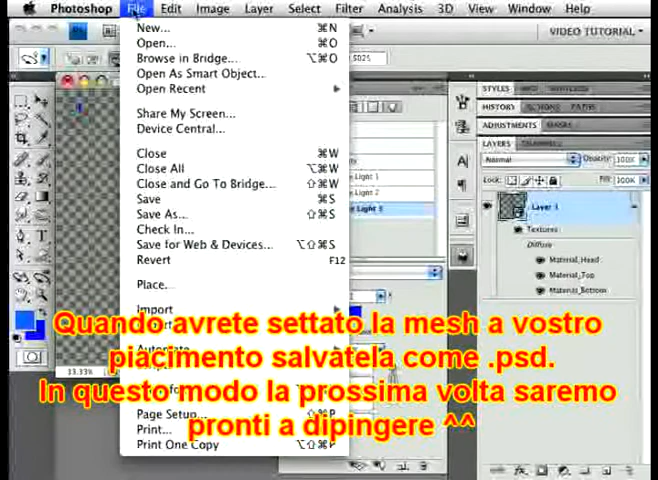 Photoshop File Edit Image Layer Select Filter Analysis 3D View Window Help
VIDEO TUTORIAL
New... ⌘N
Open... ⌘O
Browse in Bridge... ⌥⌘O
Open As Smart Object...
Open Recent
Share My Screen...
Device Central...
Close ⌘W
Close All ⌥⌘W
Close and Go To Bridge... ⇧⌘W
Save ⌘S
Save As... ⇧⌘S
Check In...
Save for Web & Devices... ⌥⇧⌘S
Revert F12
Place...
Import
Automate
Page Setup... ⇧⌘P
Print... ⌘P
Print One Copy ⌥⇧⌘P
Light 1
Light 2
Light 3
33.33%
STYLES
HISTORY ACTIONS PATHS
ADJUSTMENTS MASKS
LAYERS CHANNELS
Normal Opacity: 100%
Lock: Fill: 100%
Layer 1
Textures
Diffuse
Material_Head
Material_Top
Material_Bottom
Quando avrete settato la mesh a vostro
piacimento salvatela come .psd.
In questo modo la prossima volta saremo
pronti a dipingere ^^